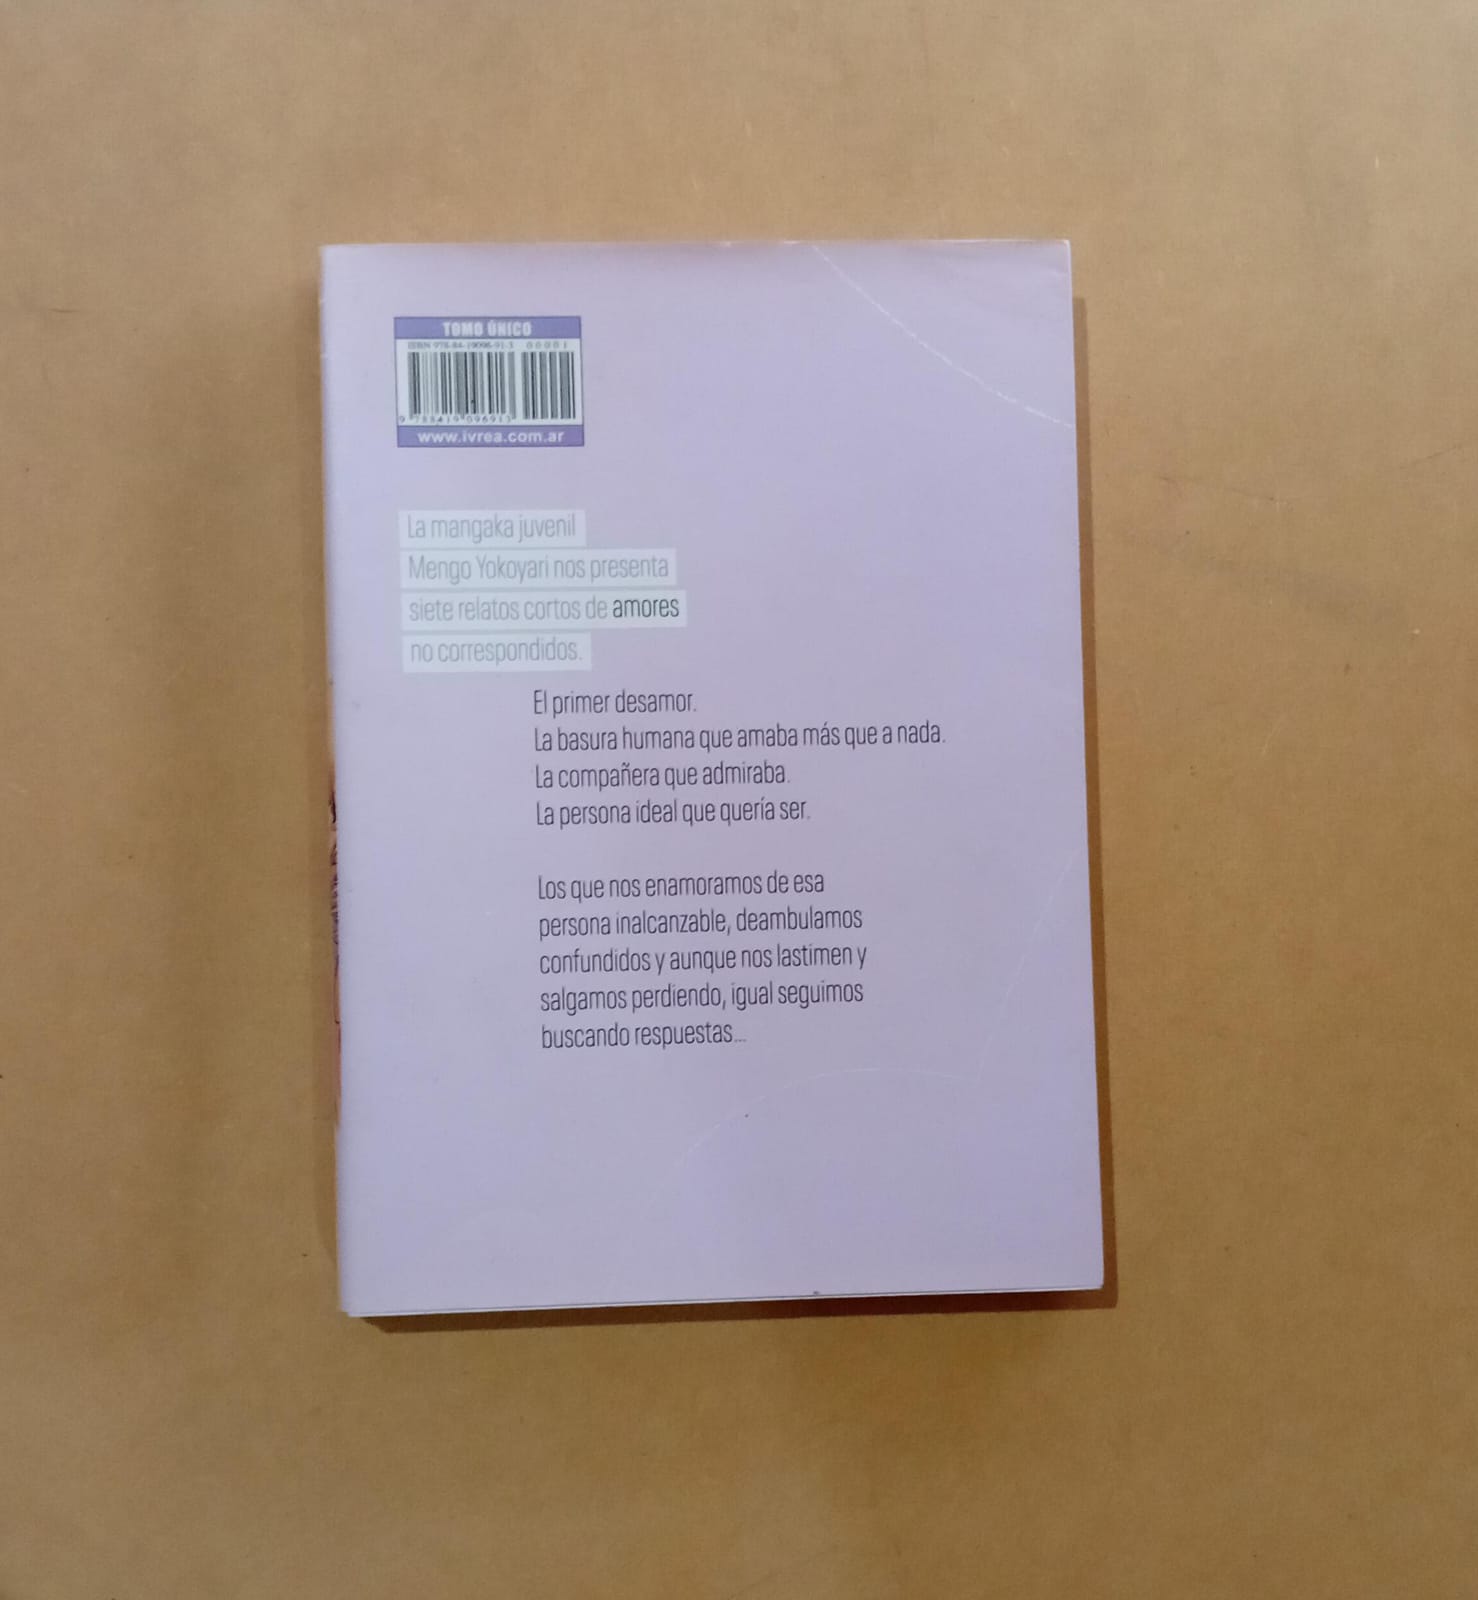 TOMO ÚNICO
ISBN 978-84-19096-91-3 00001
9 788419 096913
www.ivrea.com.ar
La mangaka juvenil
Mengo Yokoyari nos presenta
siete relatos cortos de amores
no correspondidos.
El primer desamor.
La basura humana que amaba más que a nada.
La compañera que admiraba.
La persona ideal que quería ser.
Los que nos enamoramos de esa
persona inalcanzable, deambulamos
confundidos y aunque nos lastimen y
salgamos perdiendo, igual seguimos
buscando respuestas...